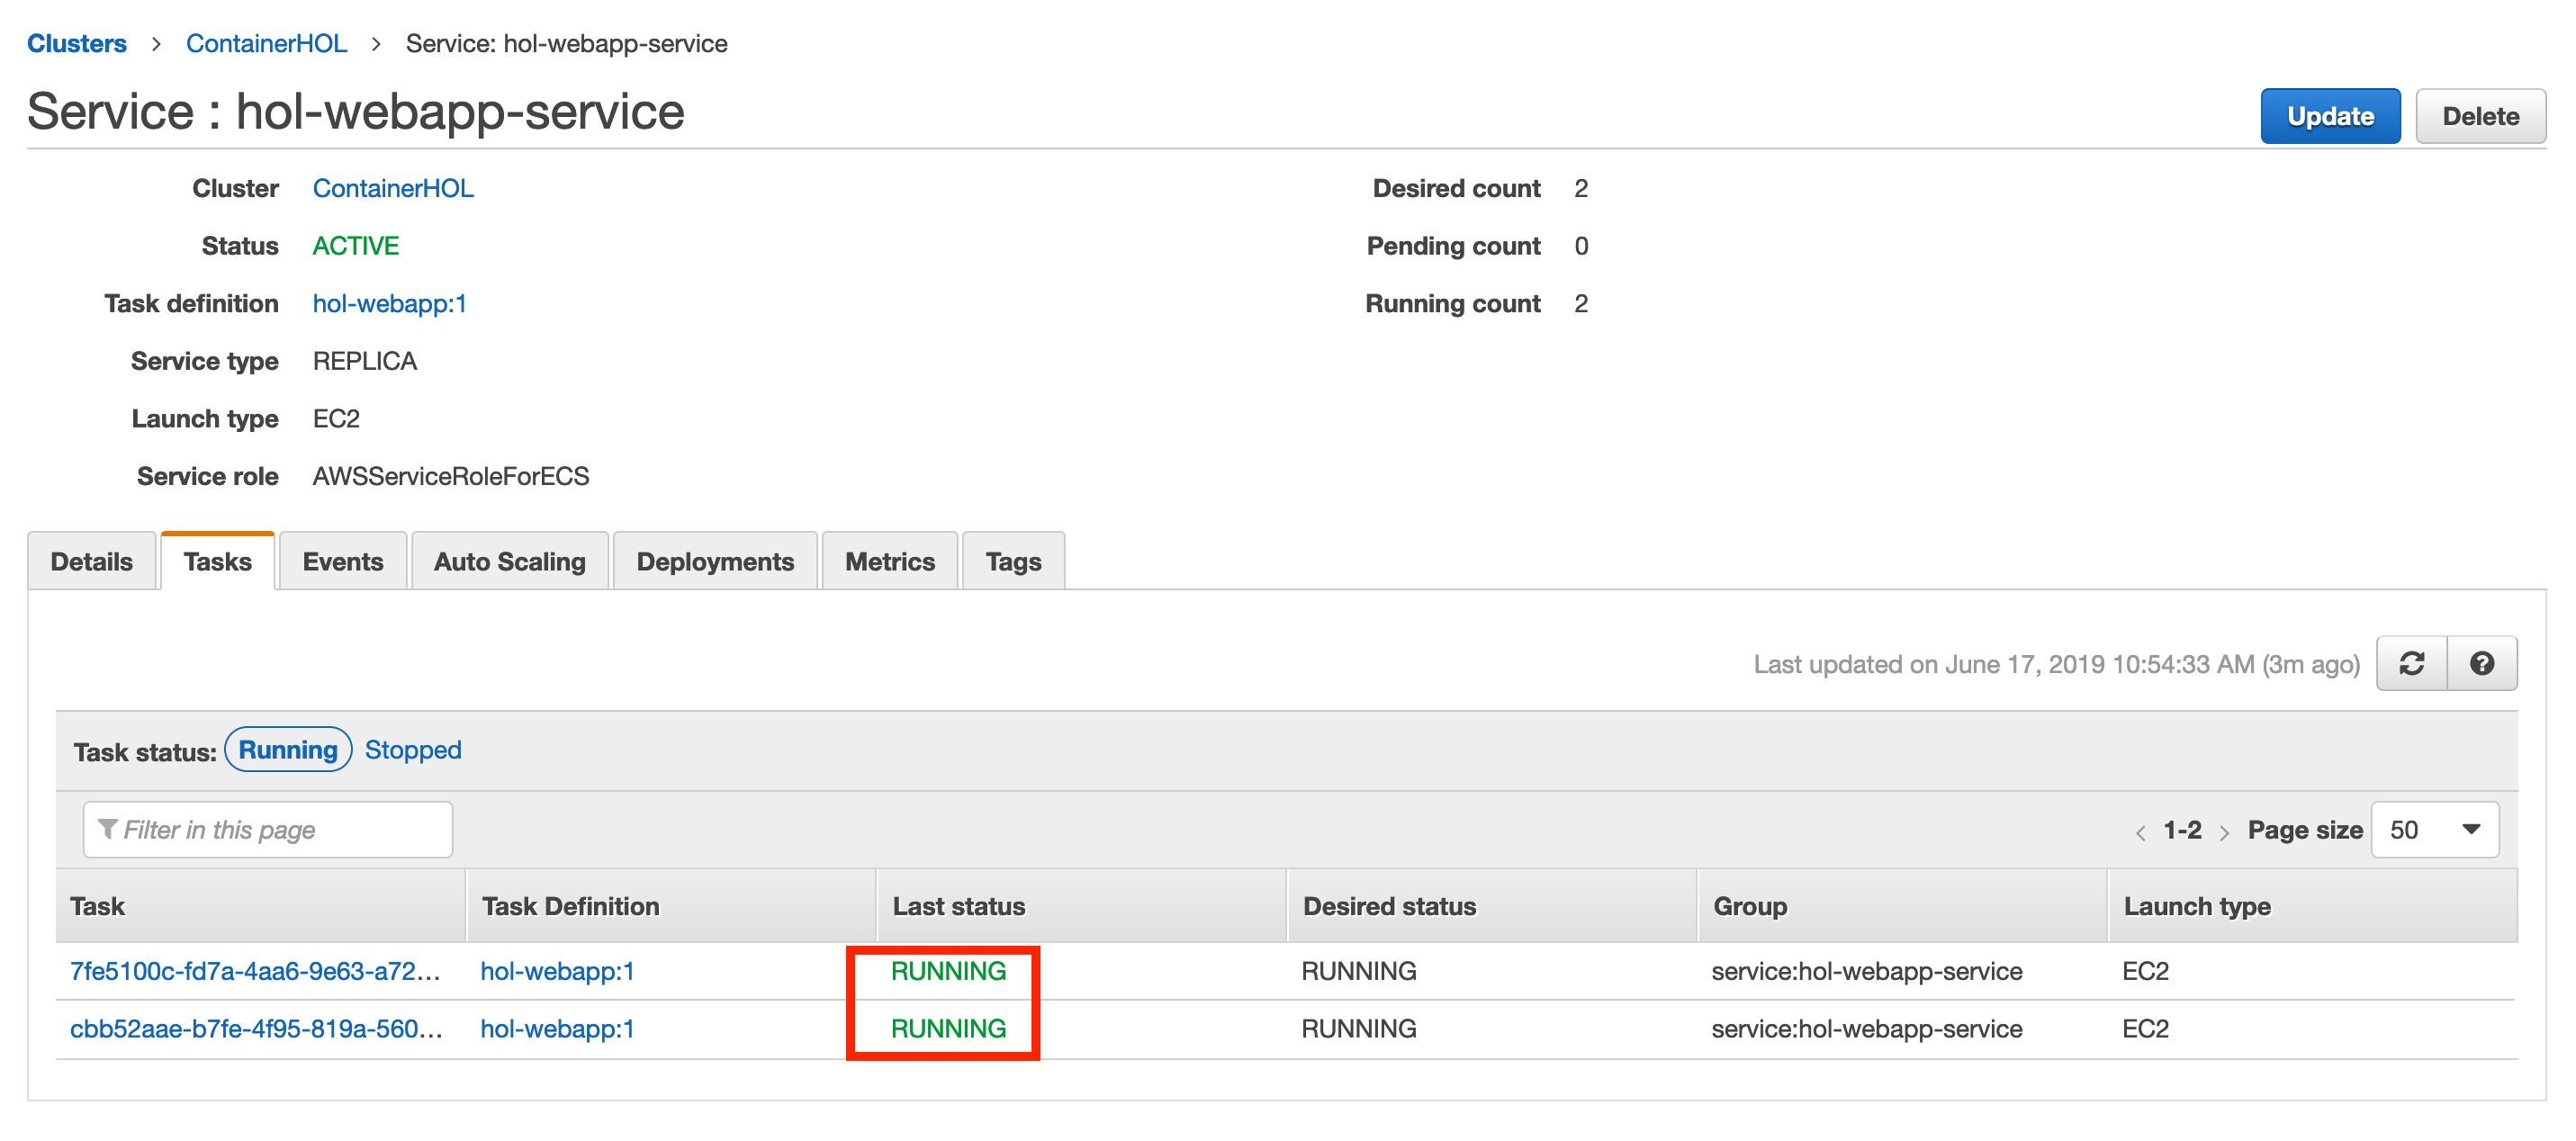 Clusters > ContainerHOL > Service: hol-webapp-service
Service : hol-webapp-service
Update
Delete
Cluster ContainerHOL
Status ACTIVE
Task definition hol-webapp:1
Service type REPLICA
Launch type EC2
Service role AWSServiceRoleForECS
Desired count 2
Pending count 0
Running count 2
Details Tasks Events Auto Scaling Deployments Metrics Tags
Last updated on June 17, 2019 10:54:33 AM (3m ago)
Task status: Running Stopped
Filter in this page
< 1-2 > Page size 50
Task Task Definition Last status Desired status Group Launch type
7fe5100c-fd7a-4aa6-9e63-a72... hol-webapp:1 RUNNING RUNNING service:hol-webapp-service EC2
cbb52aae-b7fe-4f95-819a-560... hol-webapp:1 RUNNING RUNNING service:hol-webapp-service EC2